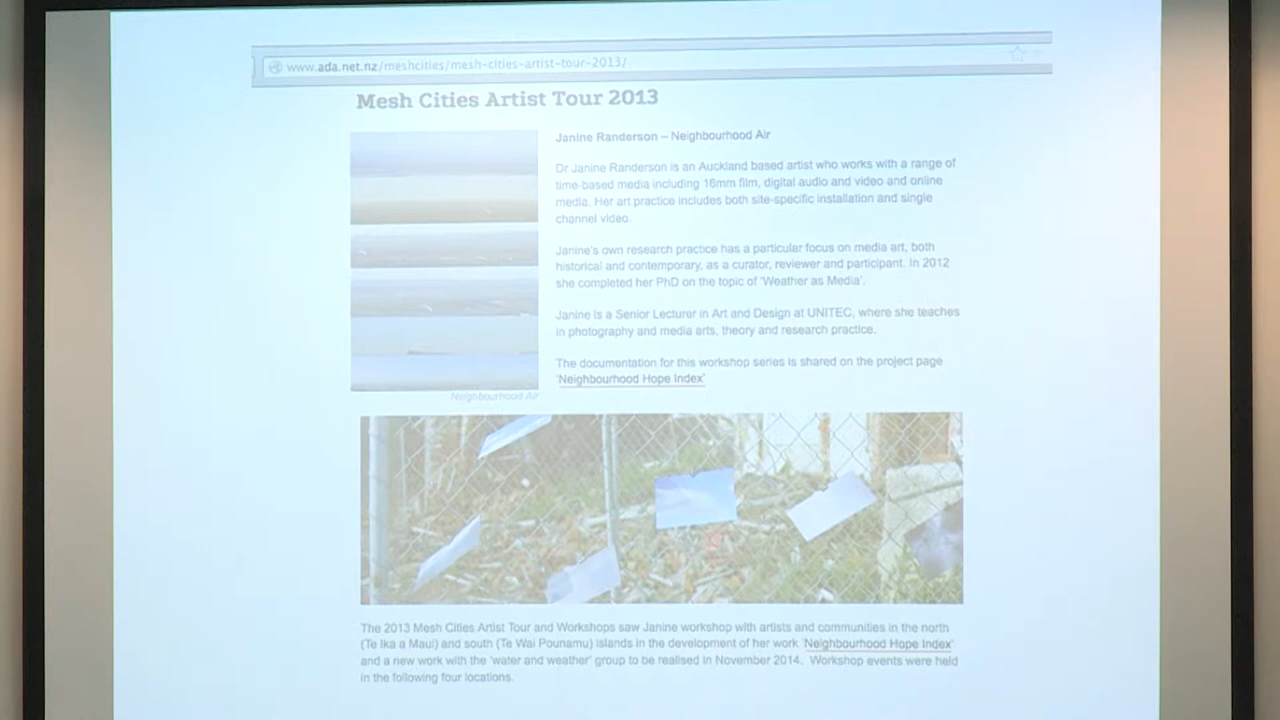 www.ada.net.nz/meshcities/mesh-cities-artist-tour-2013/
Mesh Cities Artist Tour 2013
Janine Randerson – Neighbourhood Air
Dr Janine Randerson is an Auckland based artist who works with a range of
time-based media including 16mm film, digital audio and video and online
media. Her art practice includes both site-specific installation and single
channel video.
Janine's own research practice has a particular focus on media art, both
historical and contemporary, as a curator, reviewer and participant. In 2012
she completed her PhD on the topic of 'Weather as Media'.
Janine is a Senior Lecturer in Art and Design at UNITEC, where she teaches
in photography and media arts, theory and research practice.
The documentation for this workshop series is shared on the project page
'Neighbourhood Hope Index'
Neighbourhood Air
The 2013 Mesh Cities Artist Tour and Workshops saw Janine workshop with artists and communities in the north
(Te Ika a Maui) and south (Te Wai Pounamu) islands in the development of her work 'Neighbourhood Hope Index'
and a new work with the 'water and weather' group to be realised in November 2014. Workshop events were held
in the following four locations.